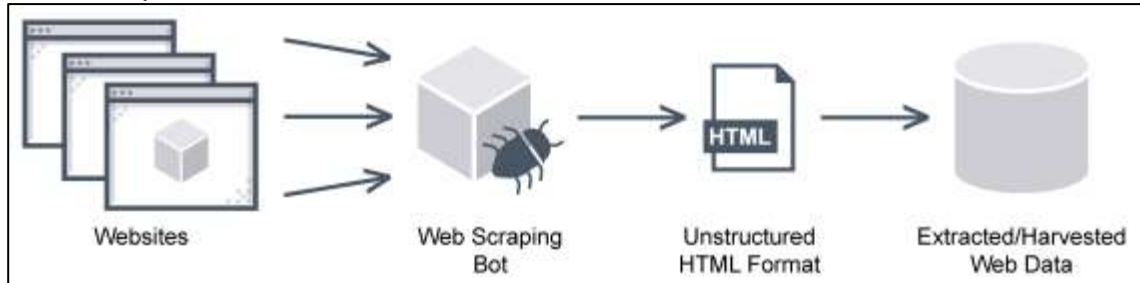 HTML
Websites
Web Scraping
Bot
Unstructured
HTML Format
Extracted/Harvested
Web Data